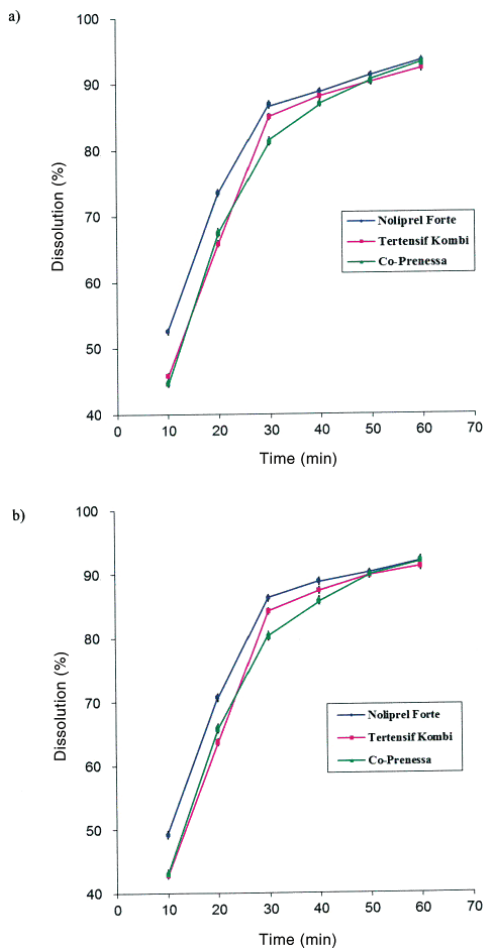 a)
100
90
80
70
60
50
40
Dissolution (%)
Noliprel Forte
Tertensif Kombi
Co-Prenessa
0 10 20 30 40 50 60 70
Time (min)
b)
100
90
80
70
60
50
40
Dissolution (%)
Noliprel Forte
Tertensif Kombi
Co-Prenessa
0 10 20 30 40 50 60 70
Time (min)